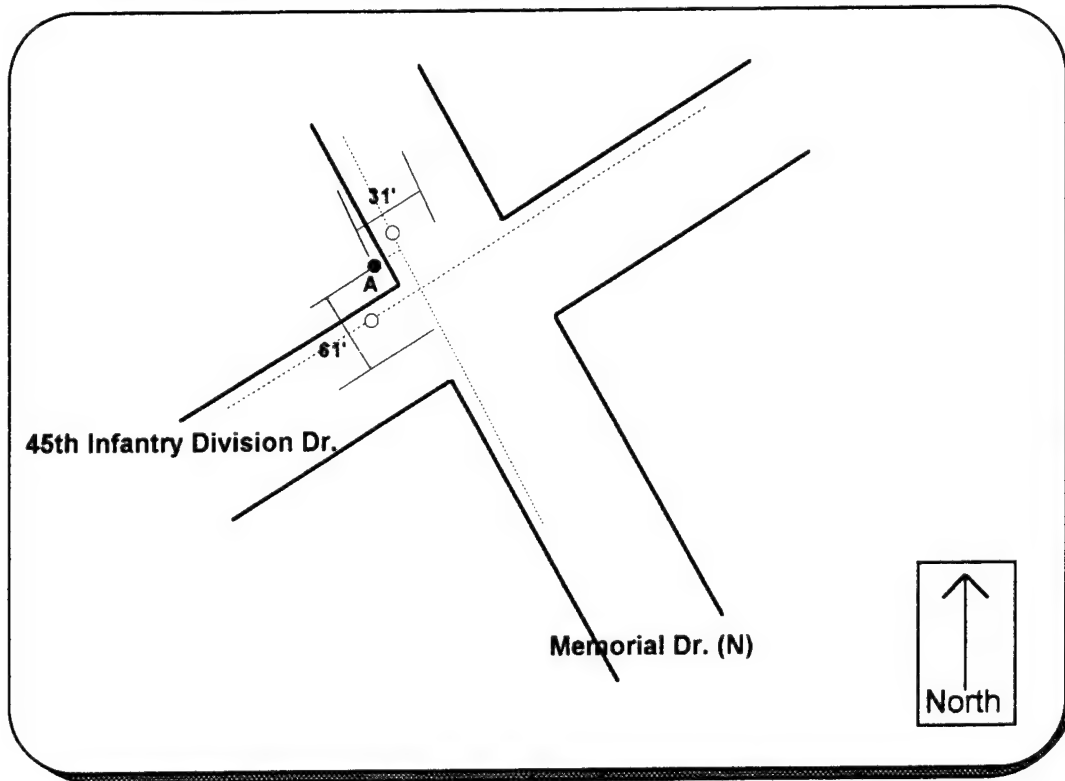 31'
A
61'
45th Infantry Division Dr.
Memorial Dr. (N)
North